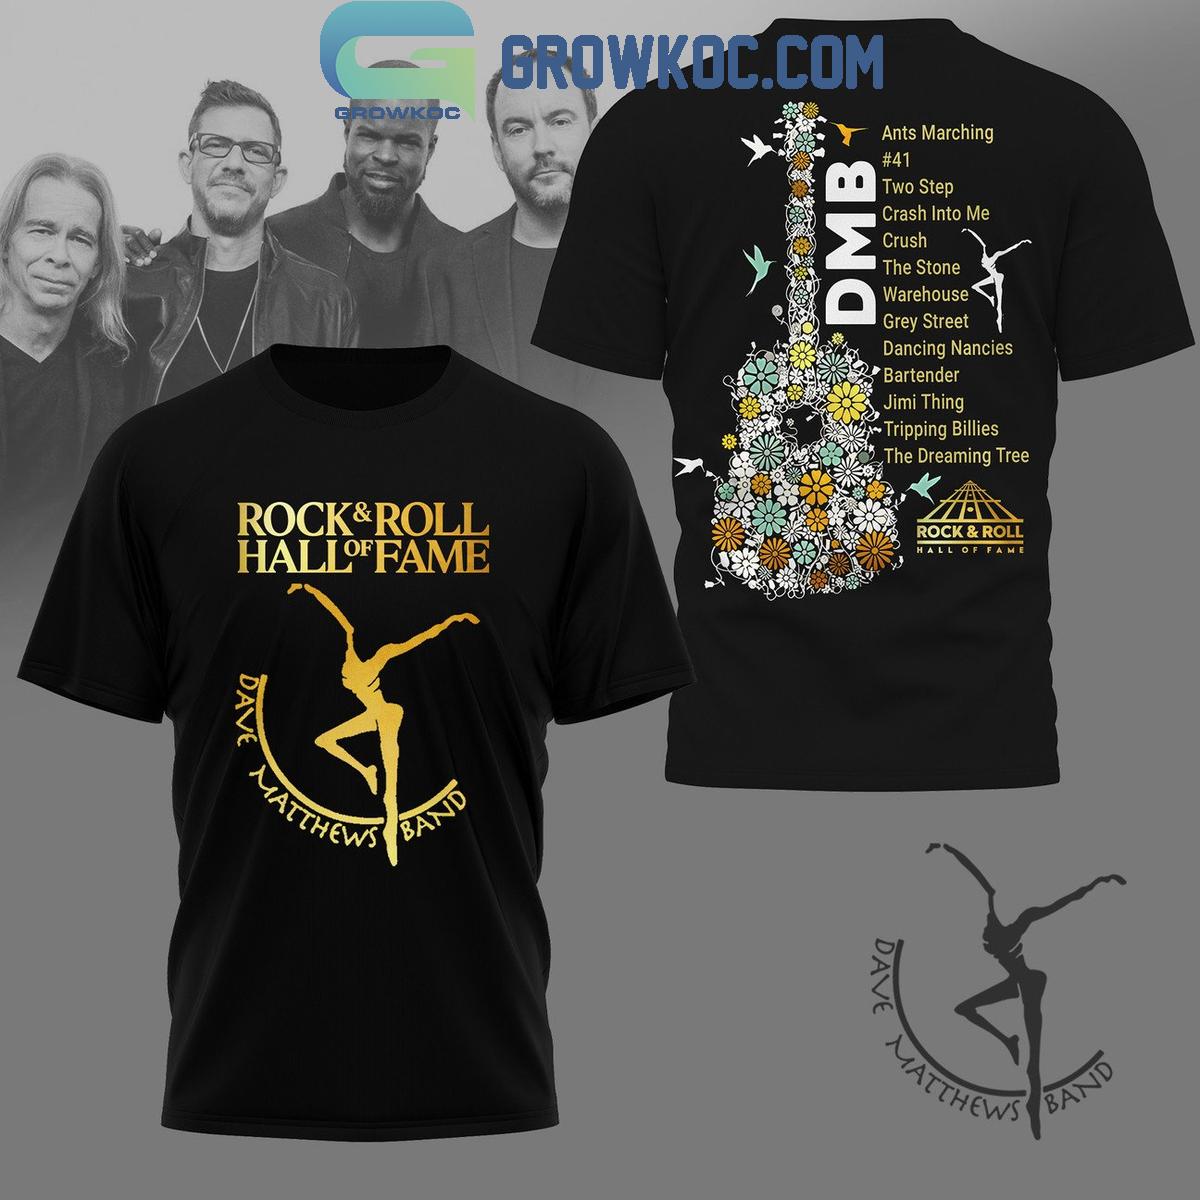 GROWKOC
GROWKOC.COM
DMB
Ants Marching
#41
Two Step
Crash Into Me
Crush
The Stone
Warehouse
Grey Street
Dancing Nancies
Bartender
Jimi Thing
Tripping Billies
The Dreaming Tree
ROCK & ROLL
HALL OF FAME
ROCK & ROLL
HALL OF FAME
DAVE MATTHEWS BAND
DAVE MATTHEWS BAND